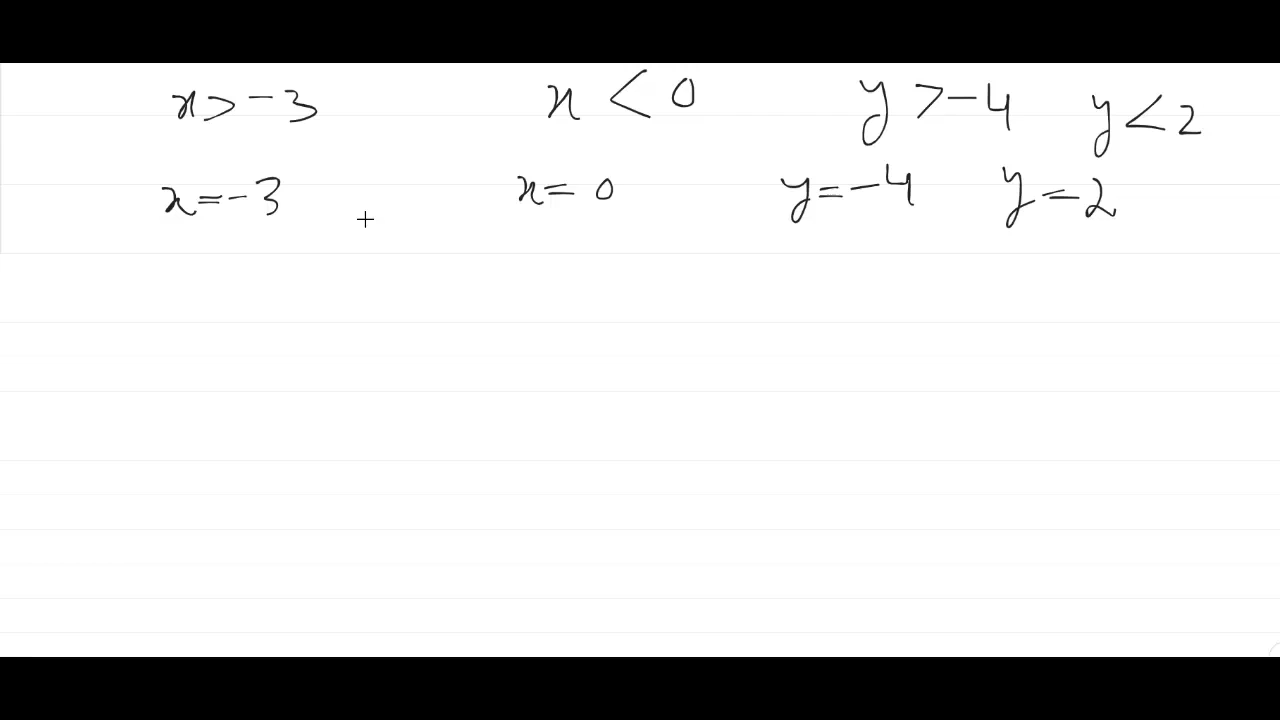 x > -3 x < 0 y > -4 y < 2
x = -3 x = 0 y = -4 y = 2